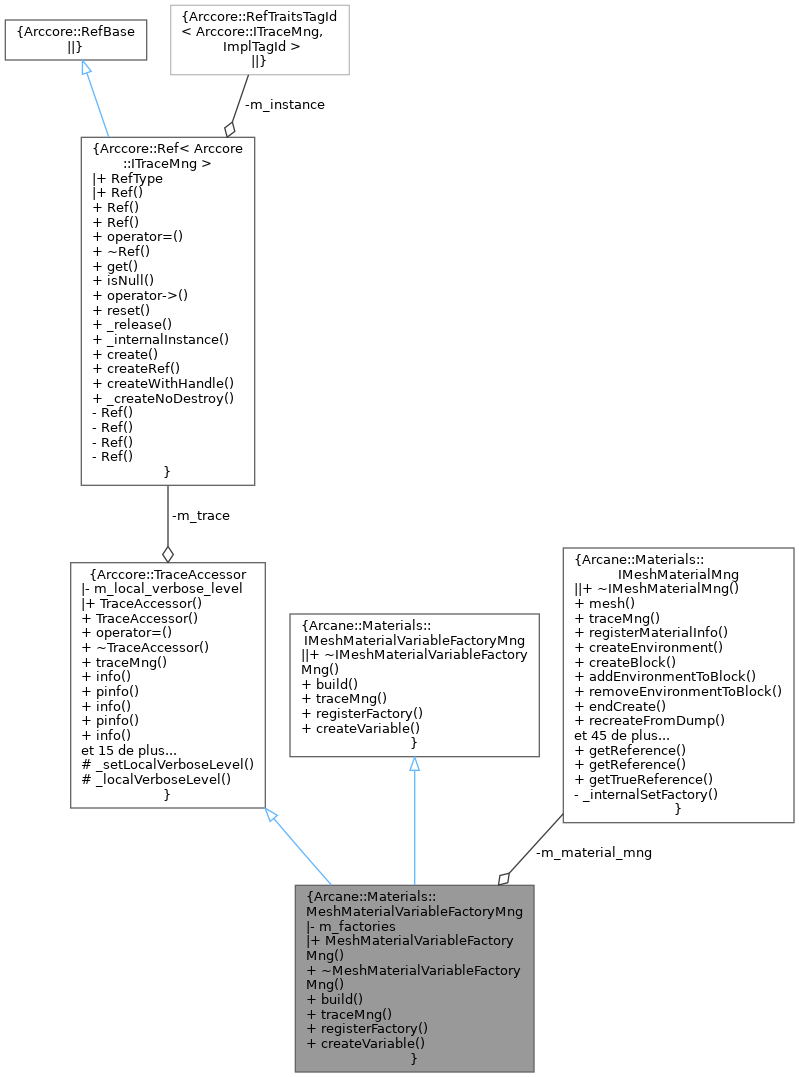 {Arccore::RefBase
||}
{Arccore::RefTraitsTagId
< Arccore::ITraceMng,
ImplTagId >
||}
-m_instance
{Arccore::Ref< Arccore
::ITraceMng >
|+ RefType
|+ Ref()
+ Ref()
+ Ref()
+ operator=()
+ ~Ref()
+ get()
+ isNull()
+ operator->()
+ reset()
+ _release()
+ _internalInstance()
+ create()
+ createRef()
+ createWithHandle()
+ _createNoDestroy()
- Ref()
- Ref()
- Ref()
- Ref()
}
-m_trace
{Arccore::TraceAccessor
|- m_local_verbose_level
|+ TraceAccessor()
+ TraceAccessor()
+ operator=()
+ ~TraceAccessor()
+ traceMng()
+ info()
+ pinfo()
+ info()
+ pinfo()
+ info()
et 15 de plus...
# _setLocalVerboseLevel()
# _localVerboseLevel()
}
{Arcane::Materials::
IMeshMaterialVariableFactoryMng
||+ ~IMeshMaterialVariableFactory
Mng()
+ build()
+ traceMng()
+ registerFactory()
+ createVariable()
}
{Arcane::Materials::
IMeshMaterialMng
||+ ~IMeshMaterialMng()
+ mesh()
+ traceMng()
+ registerMaterialInfo()
+ createEnvironment()
+ createBlock()
+ addEnvironmentToBlock()
+ removeEnvironmentToBlock()
+ endCreate()
+ recreateFromDump()
et 45 de plus...
+ getReference()
+ getReference()
+ getTrueReference()
- _internalSetFactory()
}
-m_material_mng
{Arcane::Materials::
MeshMaterialVariableFactoryMng
|- m_factories
|+ MeshMaterialVariableFactory
Mng()
+ ~MeshMaterialVariableFactory
Mng()
+ build()
+ traceMng()
+ registerFactory()
+ createVariable()
}